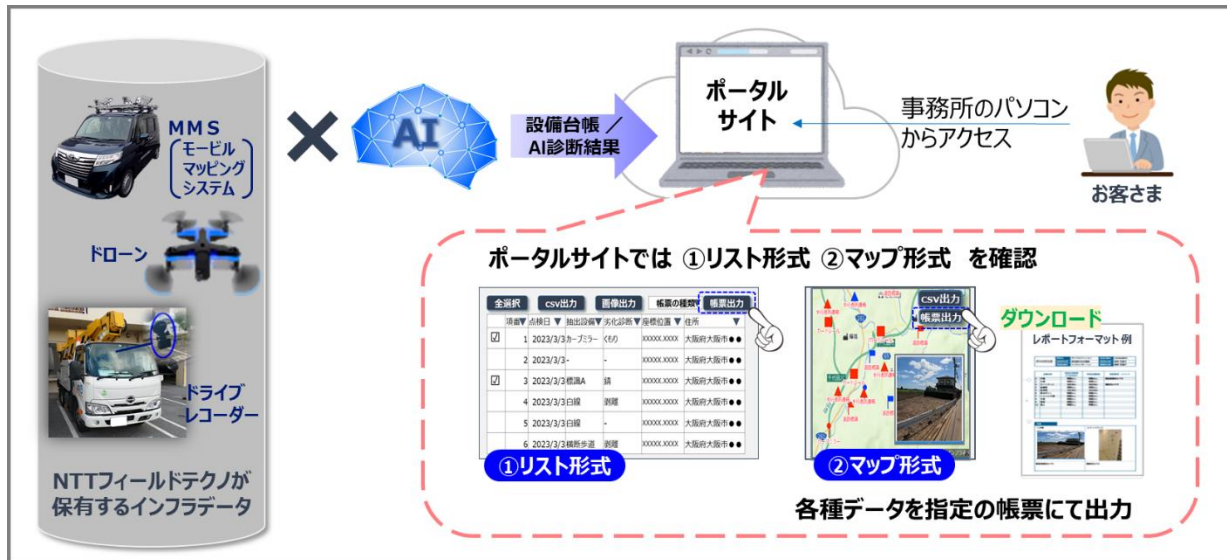 MMS
モービル
マッピング
システム
ドローン
ドライブ
レコーダー
NTTフィールドテクノが
保有するインフラデータ
AI
設備台帳 /
AI診断結果
ポータル
サイト
事務所のパソコン
からアクセス
お客さま
ポータルサイトでは ①リスト形式 ②マップ形式 を確認
全選択 csv出力 画像出力 帳票の種類 帳票出力
項番▼ 点検日 ▼ 抽出設備▼ 劣化診断▼ 座標位置 ▼ 住所 ▼
☑ 1 2023/3/3 カーブミラー くもり XXXXX.XXXX 大阪府大阪市●●
2 2023/3/3 - - XXXXX.XXXX 大阪府大阪市●●
☑ 3 2023/3/3 標識A 錆 XXXXX.XXXX 大阪府大阪市●●
4 2023/3/3 白線 剥離 XXXXX.XXXX 大阪府大阪市●●
5 2023/3/3 白線 - XXXXX.XXXX 大阪府大阪市●●
6 2023/3/3 横断歩道 剥離 XXXXX.XXXX 大阪府大阪市●●
①リスト形式
csv出力
帳票出力
②マップ形式
ダウンロード
レポートフォーマット 例
各種データを指定の帳票にて出力